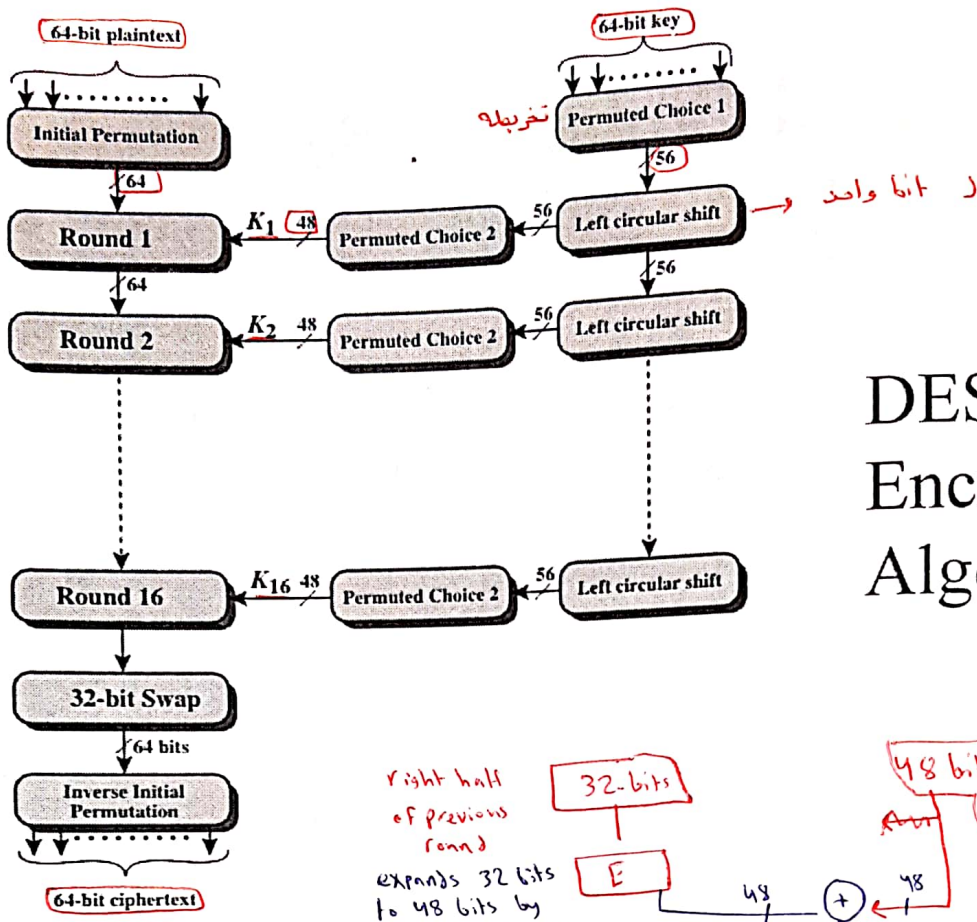 64-bit plaintext
64-bit key
Initial Permutation
تخربطه
Permuted Choice 1
64
56
Round 1
K1
48
Permuted Choice 2
56
Left circular shift
واحد bit
64
56
Round 2
K2
48
Permuted Choice 2
56
Left circular shift
DES
Enc
Alg
Round 16
K16
48
Permuted Choice 2
56
Left circular shift
32-bit Swap
64 bits
Inverse Initial
Permutation
64-bit ciphertext
right half
of previous
round
32-bits
48 bit
expands 32 bits
to 48 bits by
E
48
+
48